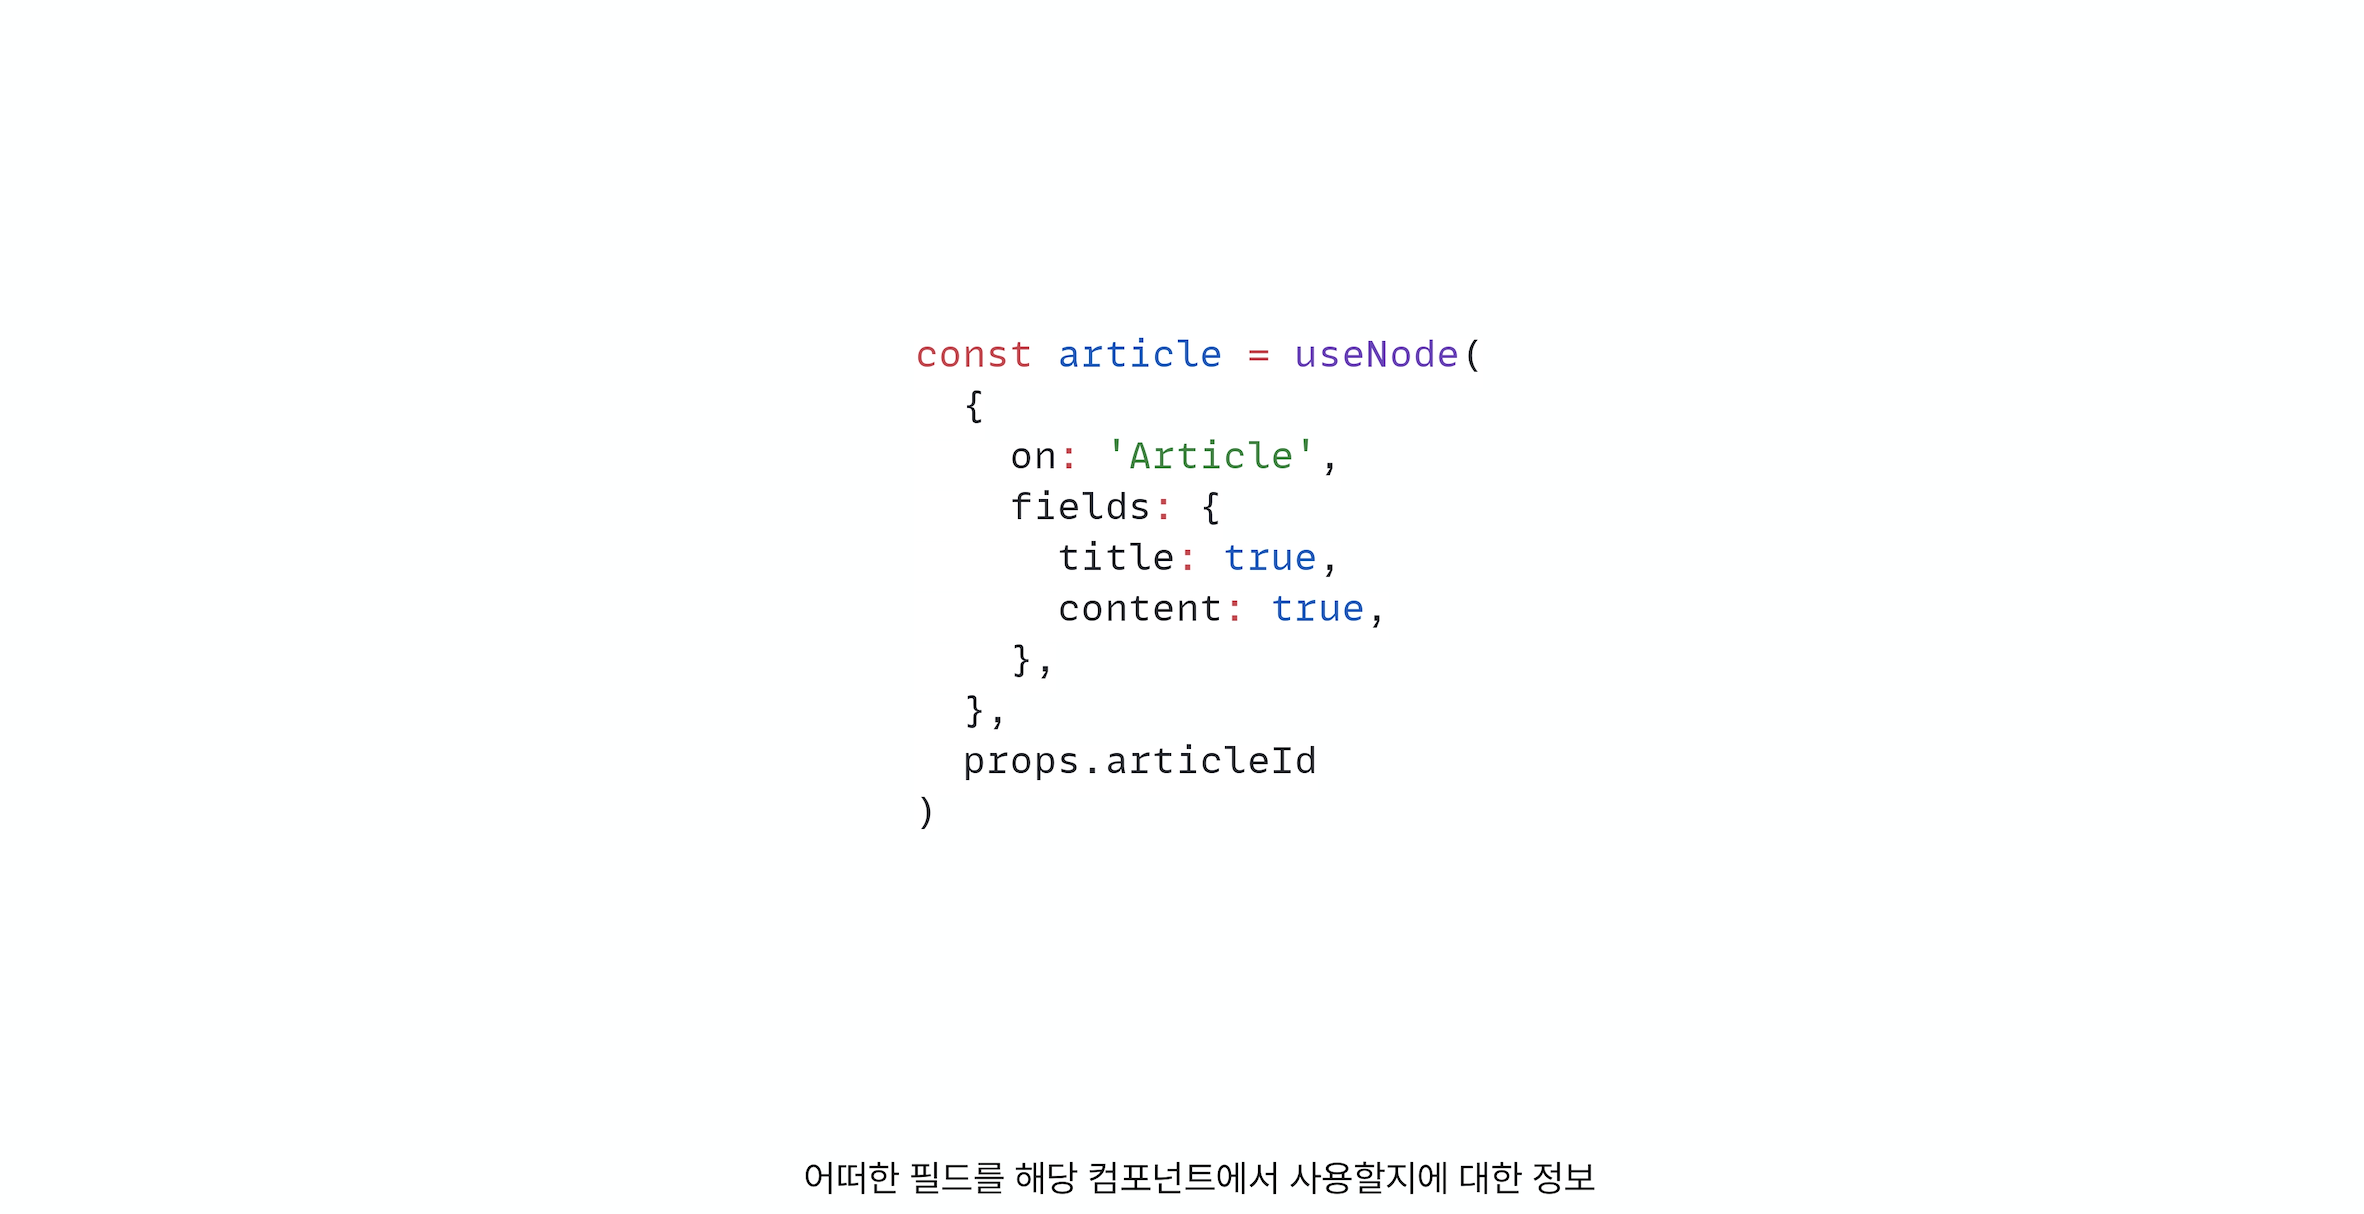 const article = useNode(
  {
    on: 'Article',
    fields: {
      title: true,
      content: true,
    },
  },
  props.articleId
)
어떠한 필드를 해당 컴포넌트에서 사용할지에 대한 정보